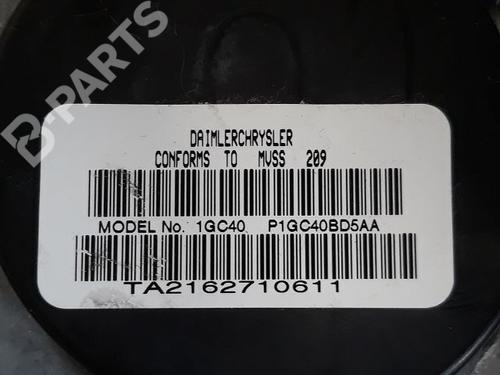 B-PARTS
DAIMLERCHRYSLER
CONFORMS TO MVSS 209
MODEL No. 1GC40 P1GC40BD5AA
TA2162710611